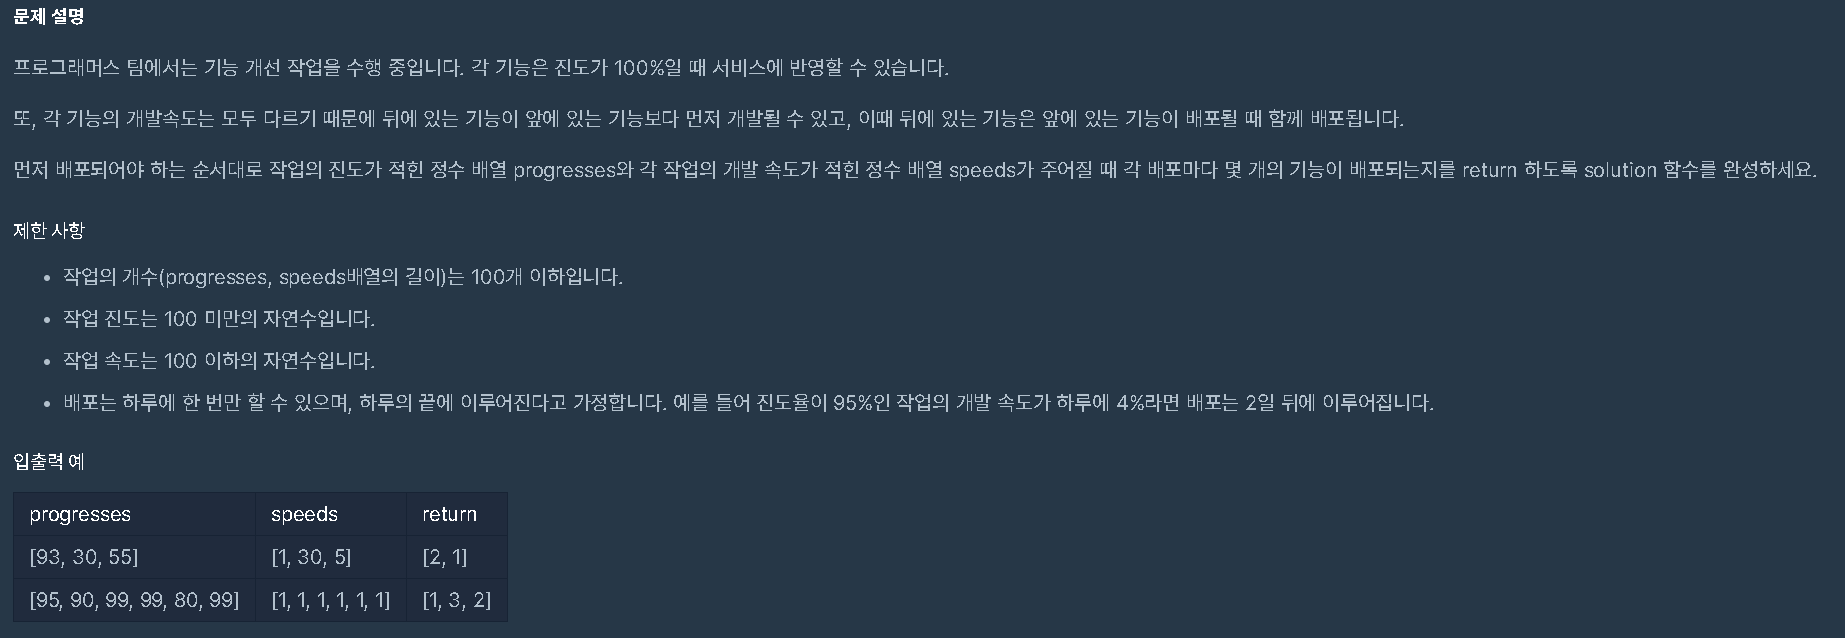 문제 설명
프로그래머스 팀에서는 기능 개선 작업을 수행 중입니다. 각 기능은 진도가 100%일 때 서비스에 반영할 수 있습니다.
또, 각 기능의 개발속도는 모두 다르기 때문에 뒤에 있는 기능이 앞에 있는 기능보다 먼저 개발될 수 있고, 이때 뒤에 있는 기능은 앞에 있는 기능이 배포될 때 함께 배포됩니다.
먼저 배포되어야 하는 순서대로 작업의 진도가 적힌 정수 배열 progresses와 각 작업의 개발 속도가 적힌 정수 배열 speeds가 주어질 때 각 배포마다 몇 개의 기능이 배포되는지를 return 하도록 solution 함수를 완성하세요.
제한 사항
• 작업의 개수(progresses, speeds배열의 길이)는 100개 이하입니다.
• 작업 진도는 100 미만의 자연수입니다.
• 작업 속도는 100 이하의 자연수입니다.
• 배포는 하루에 한 번만 할 수 있으며, 하루의 끝에 이루어진다고 가정합니다. 예를 들어 진도율이 95%인 작업의 개발 속도가 하루에 4%라면 배포는 2일 뒤에 이루어집니다.
입출력 예
progresses speeds return
[93, 30, 55] [1, 30, 5] [2, 1]
[95, 90, 99, 99, 80, 99] [1, 1, 1, 1, 1, 1] [1, 3, 2]